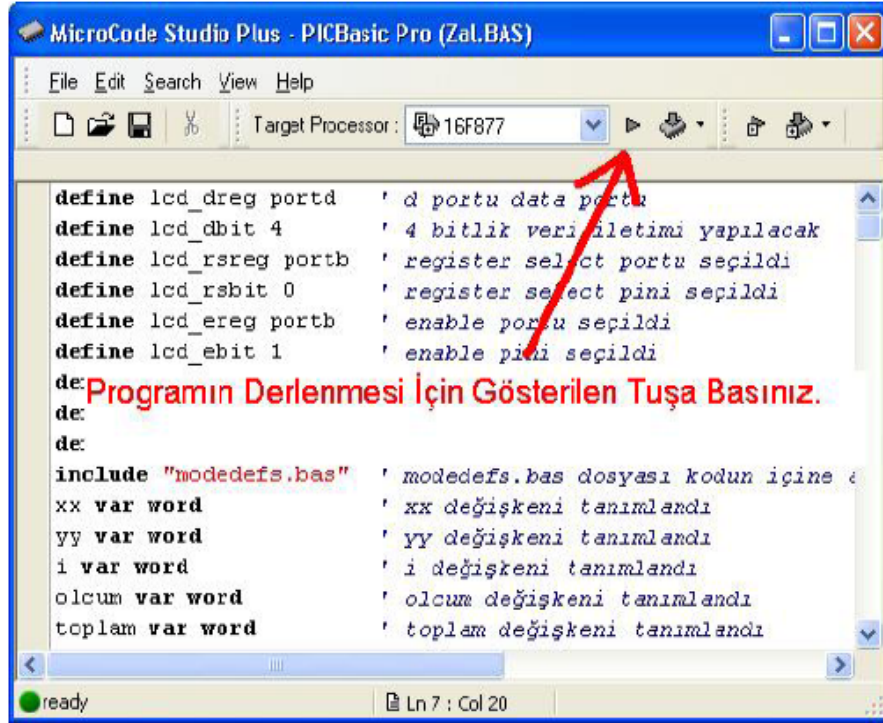 MicroCode Studio Plus - PICBasic Pro (Zal.BAS)
File Edit Search View Help
Target Processor : 16F877
define lcd_dreg portd ' d portu data portu
define lcd_dbit 4 ' 4 bitlik veri iletimi yapılacak
define lcd_rsreg portb ' register select portu seçildi
define lcd_rsbit 0 ' register select pini seçildi
define lcd_ereg portb ' enable portu seçildi
define lcd_ebit 1 ' enable pini seçildi
de
Programın Derlenmesi İçin Gösterilen Tuşa Basınız.
de
de
include "modedefs.bas" ' modedefs.bas dosyası kodun içine
xx var word ' xx değişkeni tanımlandı
yy var word ' yy değişkeni tanımlandı
i var word ' i değişkeni tanımlandı
olcum var word ' olcum değişkeni tanımlandı
toplam var word ' toplam değişkeni tanımlandı
ready Ln 7 : Col 20